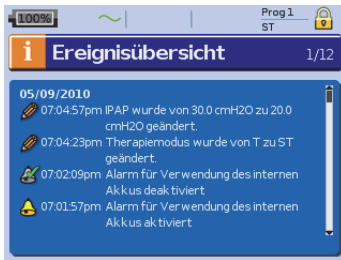 100%
Prog 1
ST
i Ereignisübersicht 1/12
05/09/2010
07:04:57pm IPAP wurde von 30.0 cmH2O zu 20.0
cmH2O geändert.
07:04:23pm Therapiemodus wurde von T zu ST
geändert.
07:02:09pm Alarm für Verwendung des internen
Akkus deaktiviert
07:01:57pm Alarm für Verwendung des internen
Akkus aktiviert